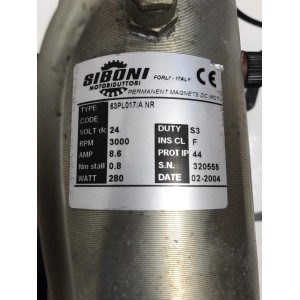 SIBONI
MOTORIDUTTORI
FORLI - ITALY
CE
PERMANENT MAGNETS DC MOTOR
TYPE 63PL017/A NR
CODE
VOLT dc 24 DUTY S3
RPM 3000 INS CL F
AMP 8.6 PROT IP 44
Nm stall 0.8 S.N. 320555
WATT 280 DATE 02-2004